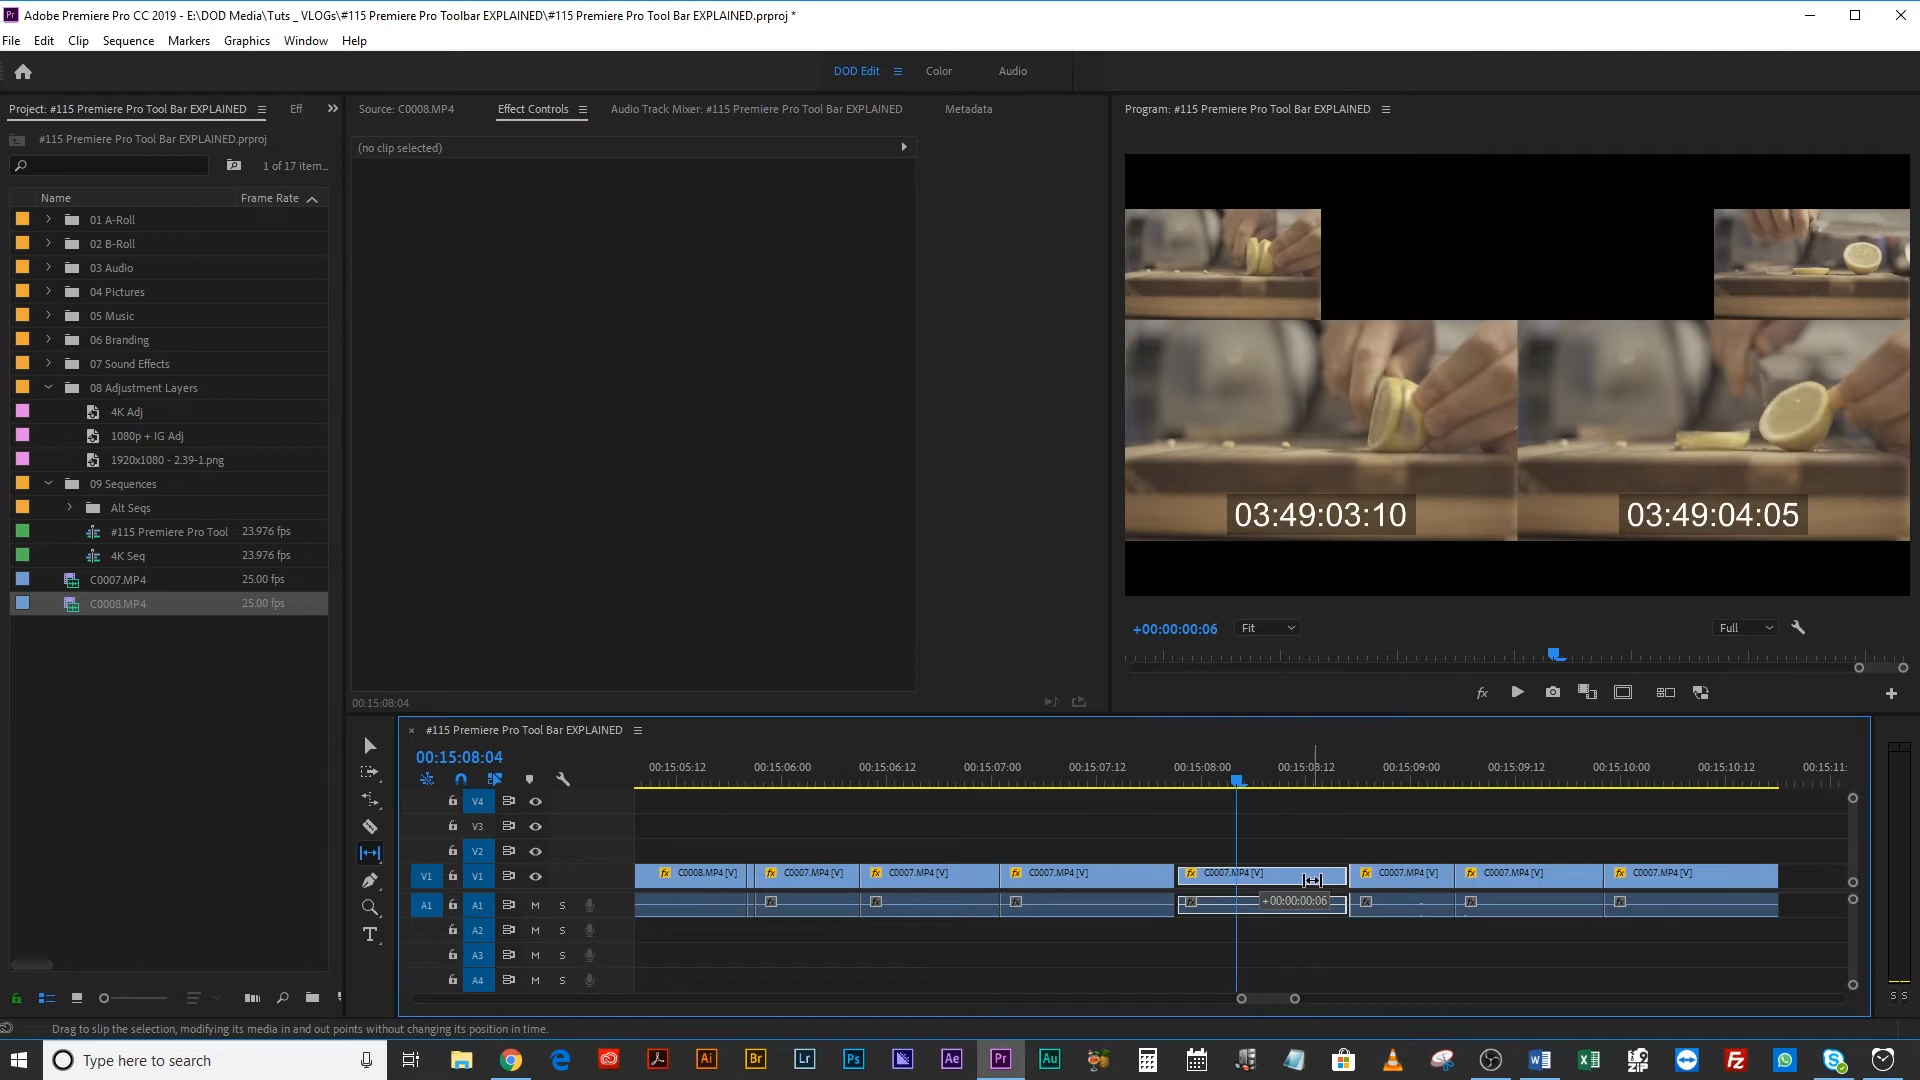 Adobe Premiere Pro CC 2019 - E:\DOD Media\Tuts _ VLOGs\#115 Premiere Pro Toolbar EXPLAINED\#115 Premiere Pro Tool Bar EXPLAINED.prproj *
File Edit Clip Sequence Markers Graphics Window Help
DOD Edit Color Audio
Project: #115 Premiere Pro Tool Bar EXPLAINED Eff
Source: C0008.MP4 Effect Controls Audio Track Mixer: #115 Premiere Pro Tool Bar EXPLAINED Metadata
Program: #115 Premiere Pro Tool Bar EXPLAINED
#115 Premiere Pro Tool Bar EXPLAINED.prproj
1 of 17 item...
(no clip selected)
Name Frame Rate
01 A-Roll
02 B-Roll
03 Audio
04 Pictures
05 Music
06 Branding
07 Sound Effects
08 Adjustment Layers
4K Adj
1080p + IG Adj
1920x1080 - 2.39-1.png
09 Sequences
Alt Seqs
#115 Premiere Pro Tool 23.976 fps
4K Seq 23.976 fps
C0007.MP4 25.00 fps
C0008.MP4 25.00 fps
03:49:03:10 03:49:04:05
+00:00:00:06 Fit Full
00:15:08:04
#115 Premiere Pro Tool Bar EXPLAINED
00:15:08:04
00:15:05:12 00:15:06:00 00:15:06:12 00:15:07:00 00:15:07:12 00:15:08:00 00:15:08:12 00:15:09:00 00:15:09:12 00:15:10:00 00:15:10:12 00:15:11:
V4
V3
V2
V1 V1 C0008.MP4 [V] C0007.MP4 [V] C0007.MP4 [V] C0007.MP4 [V] C0007.MP4 [V] C0007.MP4 [V] C0007.MP4 [V] C0007.MP4 [V]
A1 A1 M S +00:00:00:06
A2 M S
A3 M S
A4 M S
S S
Drag to slip the selection, modifying its media in and out points without changing its position in time.
Type here to search
Ai Br Lr Ps Ae Pr Au